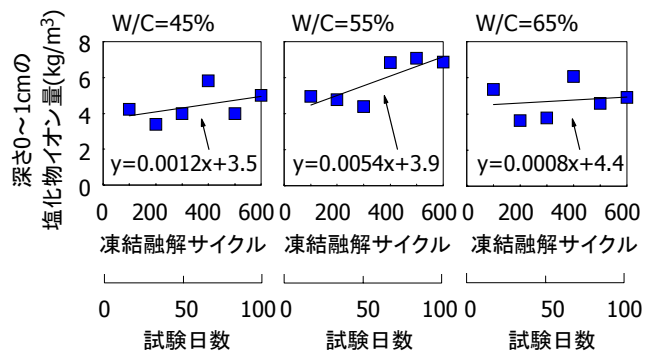 W/C=45%
W/C=55%
W/C=65%
深さ0～1cmの
塩化物イオン量(kg/m³)
8
6
4
2
0
y=0.0012x+3.5
y=0.0054x+3.9
y=0.0008x+4.4
0 200 400 600
0 200 400 600
0 200 400 600
凍結融解サイクル
凍結融解サイクル
凍結融解サイクル
0 50 100
0 50 100
0 50 100
試験日数
試験日数
試験日数